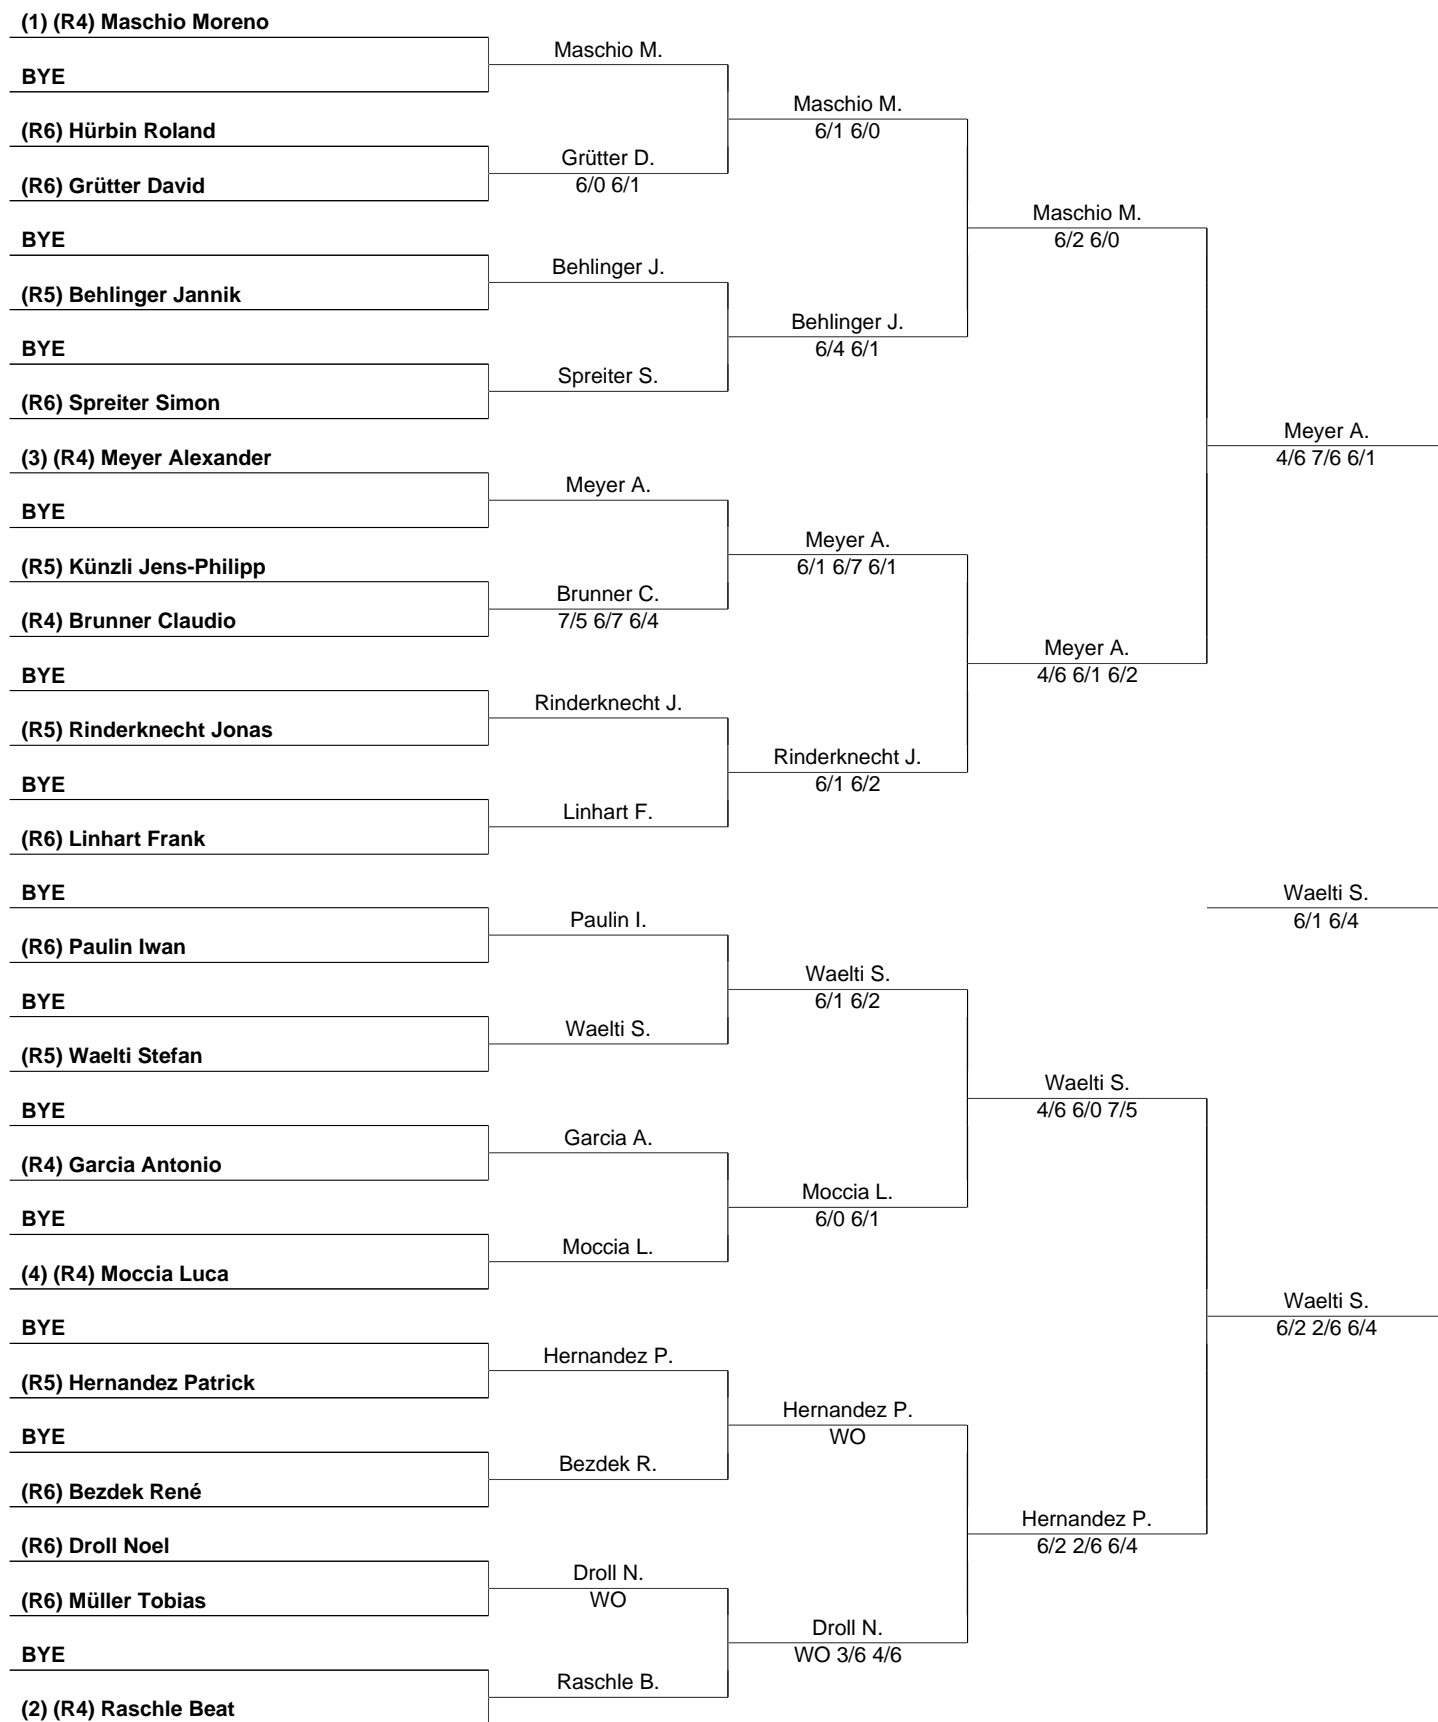 (1) (R4) Maschio Moreno
Maschio M.
BYE
Maschio M.
6/1 6/0
(R6) Hürbin Roland
Grütter D.
6/0 6/1
(R6) Grütter David
Maschio M.
6/2 6/0
BYE
Behlinger J.
(R5) Behlinger Jannik
Behlinger J.
6/4 6/1
BYE
Spreiter S.
(R6) Spreiter Simon
Meyer A.
4/6 7/6 6/1
(3) (R4) Meyer Alexander
Meyer A.
BYE
Meyer A.
6/1 6/7 6/1
(R5) Künzli Jens-Philipp
Brunner C.
7/5 6/7 6/4
(R4) Brunner Claudio
Meyer A.
4/6 6/1 6/2
BYE
Rinderknecht J.
(R5) Rinderknecht Jonas
Rinderknecht J.
6/1 6/2
BYE
Linhart F.
(R6) Linhart Frank
BYE
Waelti S.
6/1 6/4
Paulin I.
(R6) Paulin Iwan
Waelti S.
6/1 6/2
BYE
Waelti S.
(R5) Waelti Stefan
Waelti S.
4/6 6/0 7/5
BYE
Garcia A.
(R4) Garcia Antonio
Moccia L.
6/0 6/1
BYE
Moccia L.
(4) (R4) Moccia Luca
Waelti S.
6/2 2/6 6/4
BYE
Hernandez P.
(R5) Hernandez Patrick
Hernandez P.
WO
BYE
Bezdek R.
(R6) Bezdek René
Hernandez P.
6/2 2/6 6/4
(R6) Droll Noel
Droll N.
WO
(R6) Müller Tobias
Droll N.
WO 3/6 4/6
BYE
Raschle B.
(2) (R4) Raschle Beat